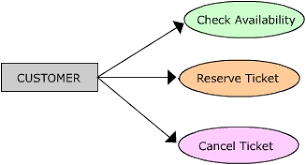 Check Availability
CUSTOMER
Reserve Ticket
Cancel Ticket